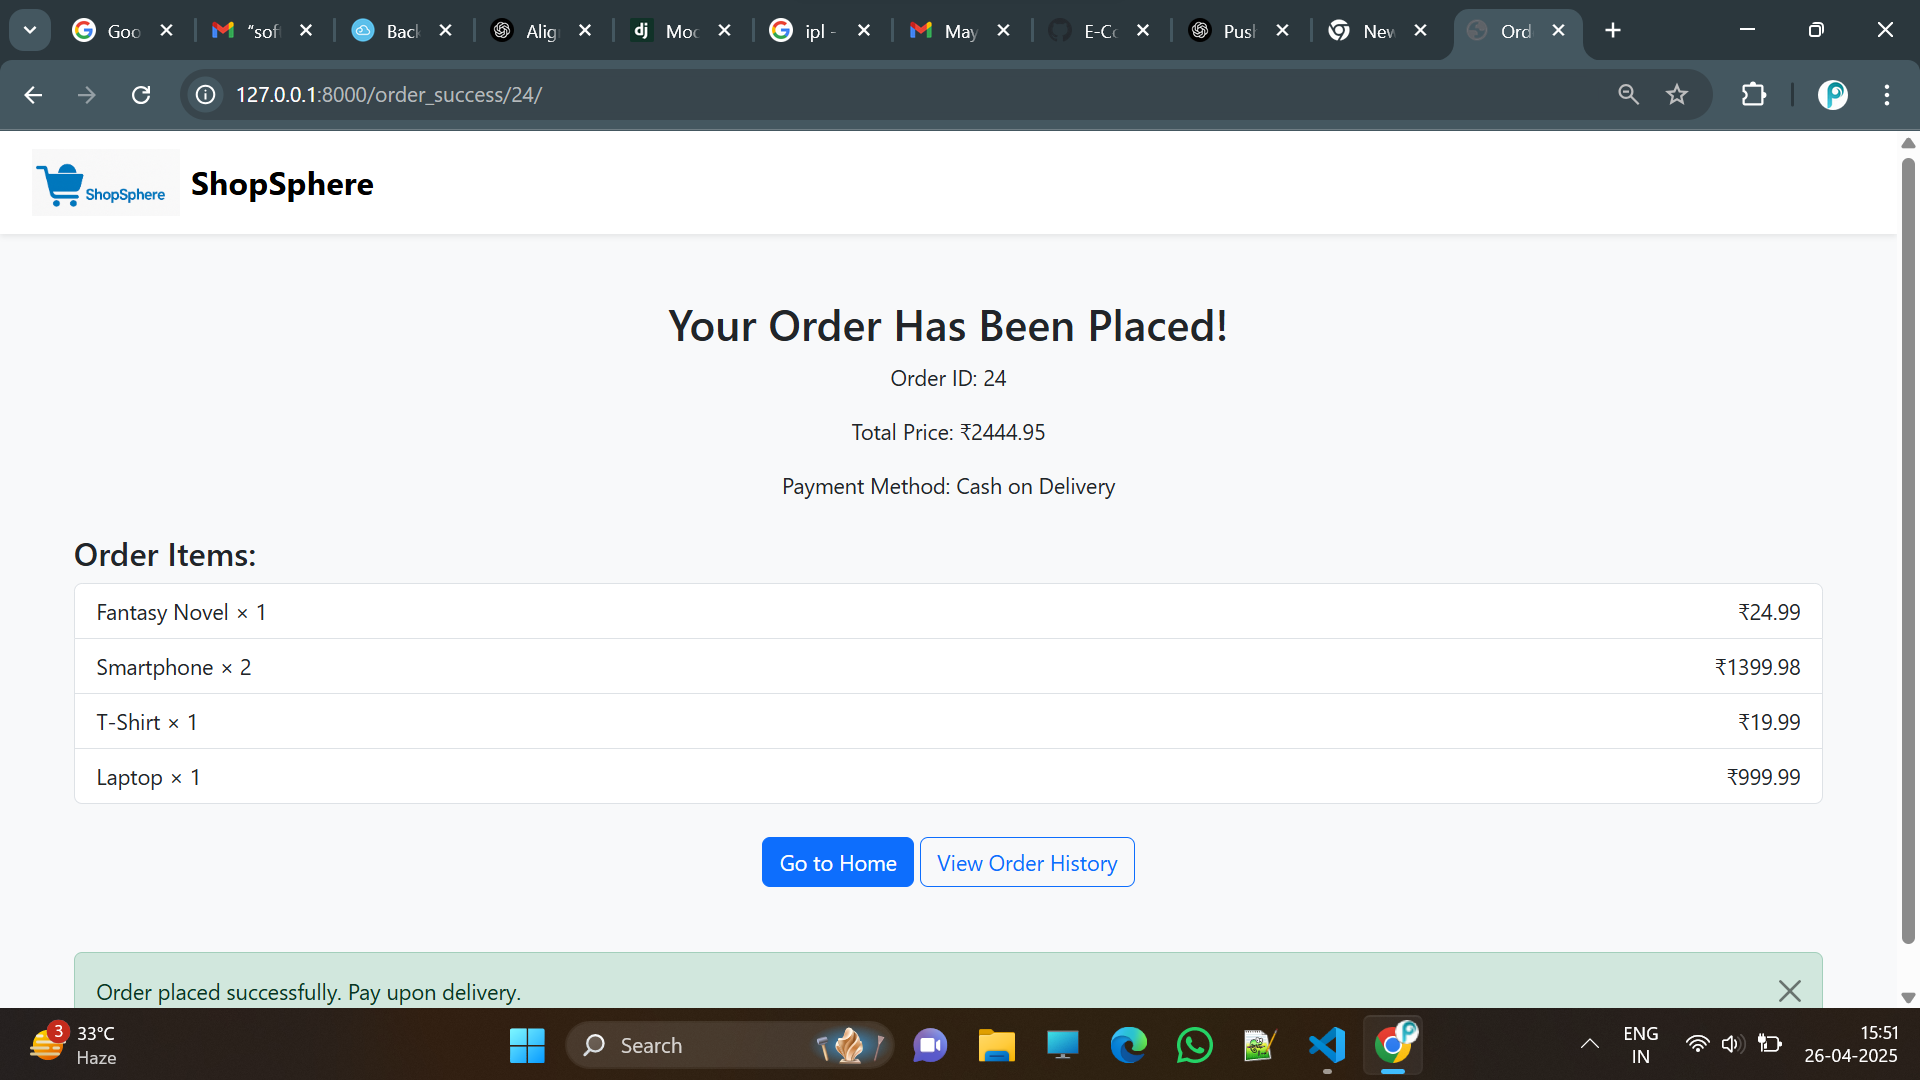 Goo
“sof
Back
Alig
dj
Moc
ipl -
May
E-Co
Pus
New
Ord
127.0.0.1:8000/order_success/24/
ShopSphere
ShopSphere
Your Order Has Been Placed!
Order ID: 24
Total Price: ₹2444.95
Payment Method: Cash on Delivery
Order Items:
Fantasy Novel × 1 ₹24.99
Smartphone × 2 ₹1399.98
T-Shirt × 1 ₹19.99
Laptop × 1 ₹999.99
Go to Home View Order History
Order placed successfully. Pay upon delivery.
3
33°C
Haze
Search
ENG
IN
15:51
26-04-2025